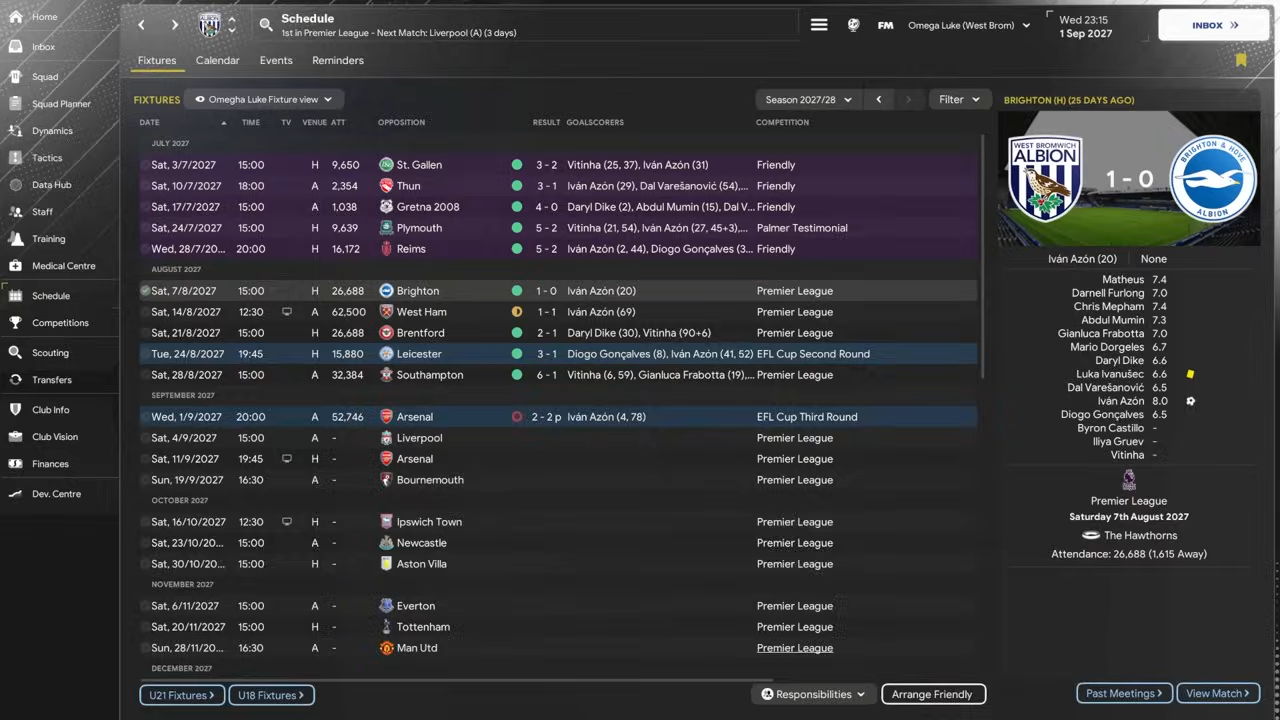 Home
Inbox
Squad
Squad Planner
Dynamics
Tactics
Data Hub
Staff
Training
Medical Centre
Schedule
Competitions
Scouting
Transfers
Club Info
Club Vision
Finances
Dev. Centre
Schedule
1st in Premier League - Next Match: Liverpool (A) (3 days)
FM
Omega Luke (West Brom)
Wed 23:15
1 Sep 2027
INBOX
Fixtures Calendar Events Reminders
FIXTURES Omegha Luke Fixture view Season 2027/28 Filter
DATE TIME TV VENUE ATT OPPOSITION RESULT GOALSCORERS COMPETITION
JULY 2027
Sat, 3/7/2027 15:00 H 9,650 St. Gallen 5 - 2 Vitinha (25, 37), Iván Azón (31) Friendly
Sat, 10/7/2027 18:00 A 2,354 Thun 3 - 1 Iván Azón (29), Dal Varešanović (54),... Friendly
Sat, 17/7/2027 15:00 A 1,038 Gretna 2008 4 - 0 Daryl Dike (2), Abdul Mumin (15), Dal V... Friendly
Sat, 24/7/2027 15:00 A 9,639 Plymouth 5 - 2 Vitinha (21, 54), Iván Azón (27, 45+3),... Palmer Testimonial
Wed, 28/7/20... 20:00 A 16,172 Reims 5 - 2 Iván Azón (2, 44), Diogo Gonçalves (3... Friendly
AUGUST 2027
Sat, 7/8/2027 15:00 H 26,688 Brighton 1 - 0 Iván Azón (20) Premier League
Sat, 14/8/2027 12:30 A 62,500 West Ham 1 - 1 Iván Azón (69) Premier League
Sat, 21/8/2027 15:00 H 26,688 Brentford 2 - 1 Daryl Dike (30), Vitinha (90+6) Premier League
Tue, 24/8/2027 19:45 H 15,880 Leicester 3 - 1 Diogo Gonçalves (8), Iván Azón (41, 52) EFL Cup Second Round
Sat, 28/8/2027 15:00 A 32,384 Southampton 6 - 1 Vitinha (6, 59), Gianluca Frabotta (19),... Premier League
SEPTEMBER 2027
Wed, 1/9/2027 20:00 A 52,746 Arsenal 2 - 2 p Iván Azón (4, 78) EFL Cup Third Round
Sat, 4/9/2027 15:00 A - Liverpool Premier League
Sat, 11/9/2027 19:45 H - Arsenal Premier League
Sun, 19/9/2027 16:30 A - Bournemouth Premier League
OCTOBER 2027
Sat, 16/10/2027 12:30 H - Ipswich Town Premier League
Sat, 23/10/20... 15:00 A - Newcastle Premier League
Sat, 30/10/20... 15:00 H - Aston Villa Premier League
NOVEMBER 2027
Sat, 6/11/2027 15:00 A - Everton Premier League
Sat, 20/11/2027 15:00 H - Tottenham Premier League
Sun, 28/11/20... 16:30 A - Man Utd Premier League
DECEMBER 2027
U21 Fixtures U18 Fixtures Responsibilities Arrange Friendly
BRIGHTON (H) (25 DAYS AGO)
WEST BROMWICH
ALBION
1 - 0
BRIGHTON & HOVE
ALBION
Iván Azón (20) None
Matheus 7.4
Darnell Furlong 7.0
Chris Mepham 7.4
Abdul Mumin 7.3
Gianluca Frabotta 7.0
Mario Dorgeles 6.7
Daryl Dike 6.6
Luka Ivanušec 6.6
Dal Varešanović 6.5
Iván Azón 8.0
Diogo Gonçalves 6.5
Byron Castillo -
Iliya Gruev -
Vitinha -
Premier League
Saturday 7th August 2027
The Hawthorns
Attendance: 26,688 (1,615 Away)
Past Meetings View Match